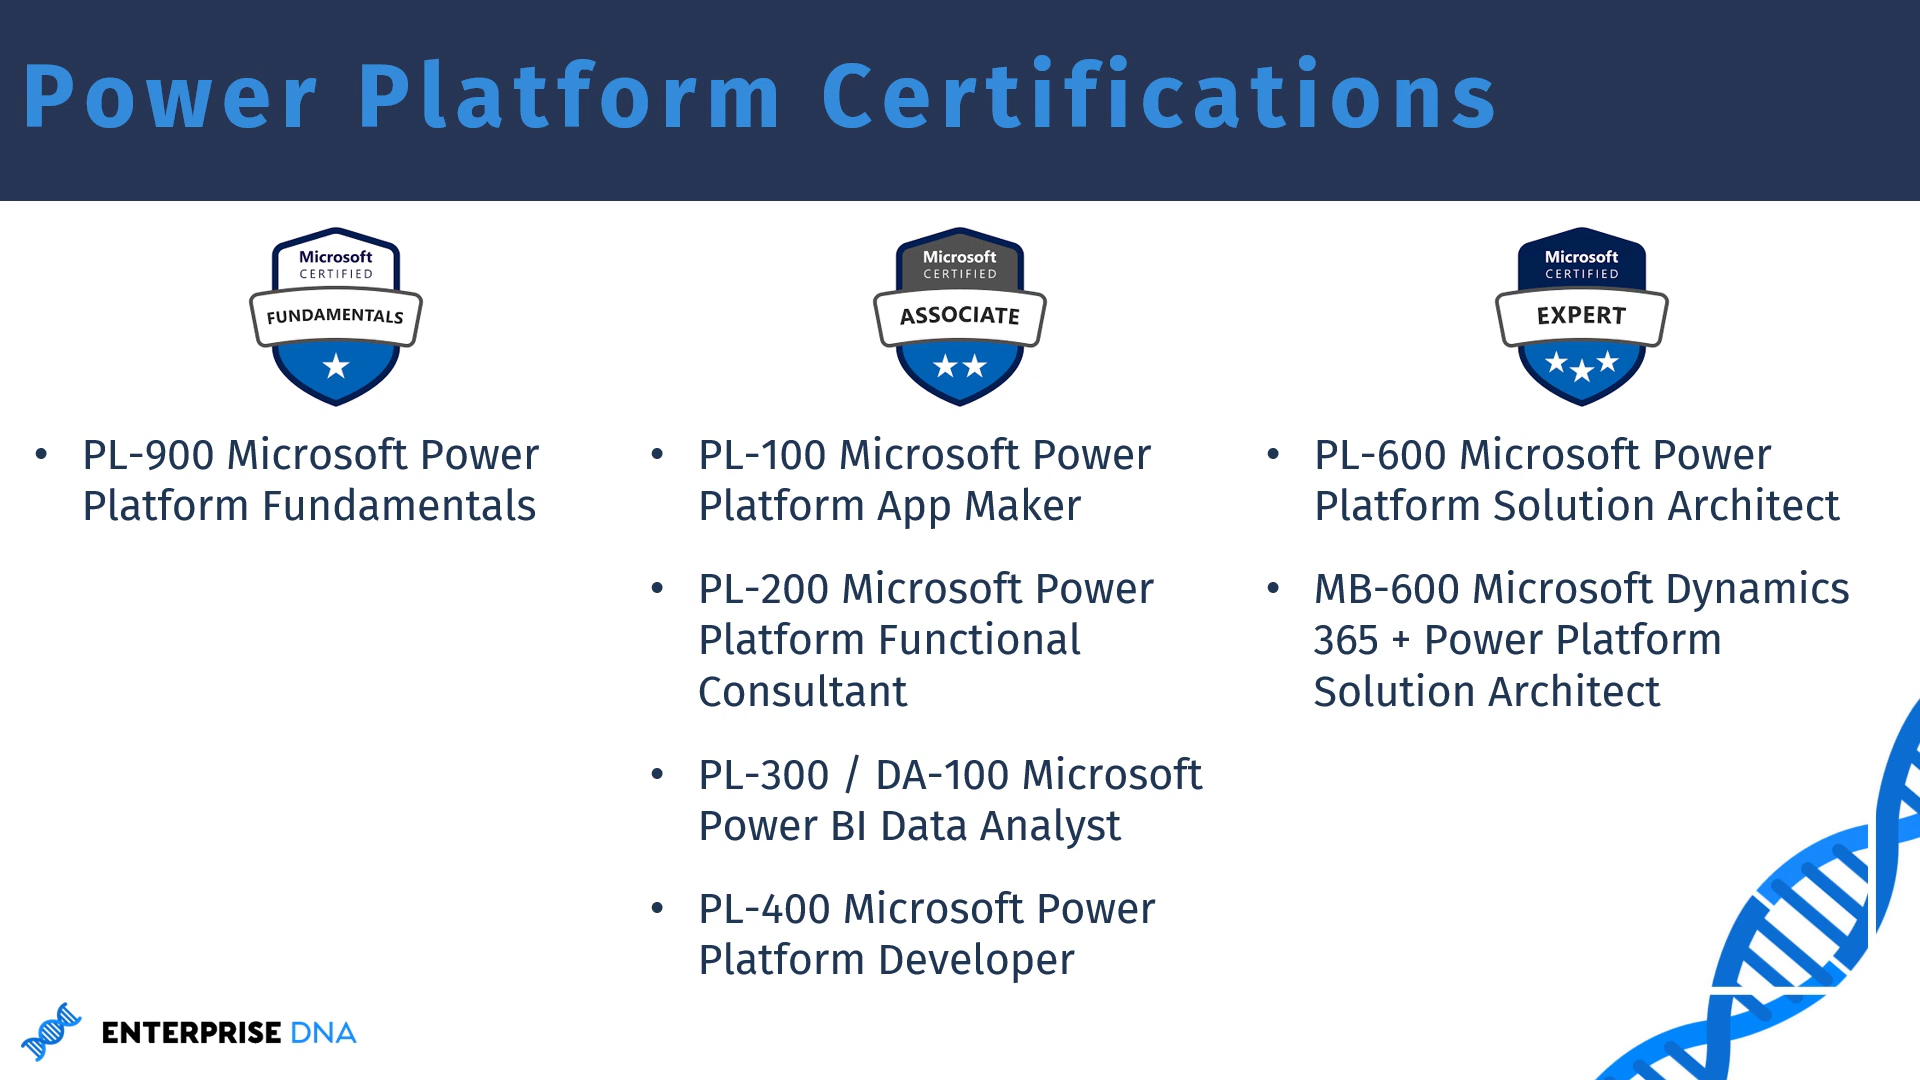 Power Platform Certifications
Microsoft
CERTIFIED
FUNDAMENTALS
• PL-900 Microsoft Power
Platform Fundamentals
Microsoft
CERTIFIED
ASSOCIATE
• PL-100 Microsoft Power
Platform App Maker
• PL-200 Microsoft Power
Platform Functional
Consultant
• PL-300 / DA-100 Microsoft
Power BI Data Analyst
• PL-400 Microsoft Power
Platform Developer
Microsoft
CERTIFIED
EXPERT
• PL-600 Microsoft Power
Platform Solution Architect
• MB-600 Microsoft Dynamics
365 + Power Platform
Solution Architect
ENTERPRISE DNA